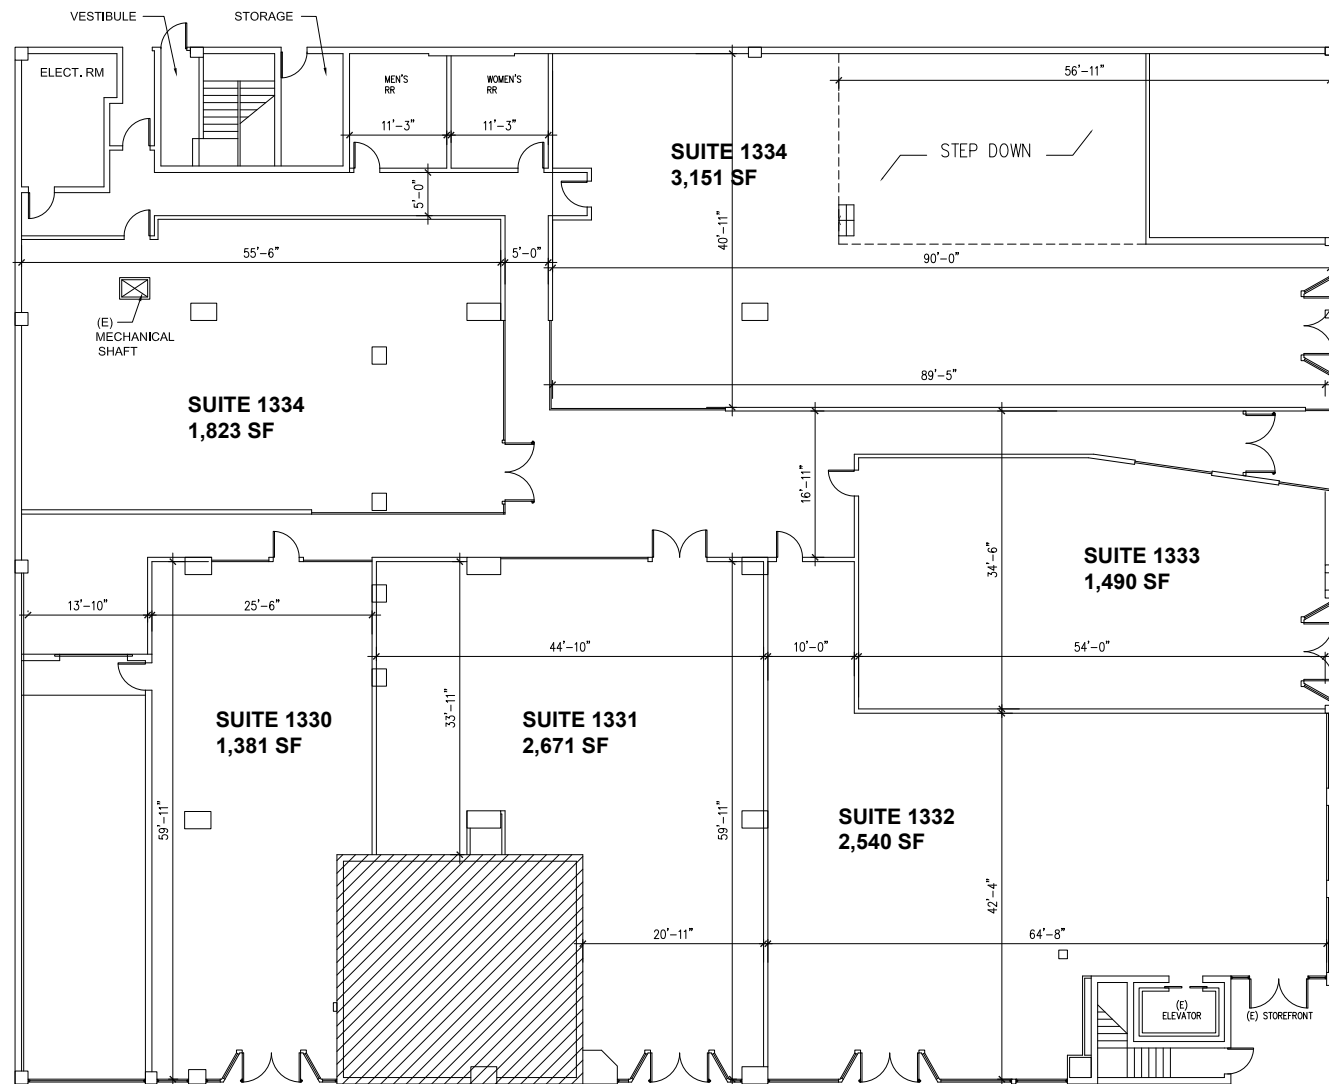 VESTIBULE
STORAGE
ELECT. RM
MEN'S
RR
WOMEN'S
RR
56'-11"
11'-3"
11'-3"
SUITE 1334
3,151 SF
STEP DOWN
5'-0"
40'-11"
55'-6"
5'-0"
90'-0"
(E)
MECHANICAL
SHAFT
89'-5"
SUITE 1334
1,823 SF
16'-11"
34'-6"
SUITE 1333
1,490 SF
13'-10"
25'-6"
44'-10"
10'-0"
54'-0"
33'-11"
SUITE 1330
1,381 SF
SUITE 1331
2,671 SF
59'-11"
59'-11"
SUITE 1332
2,540 SF
42'-4"
20'-11"
64'-8"
(E)
ELEVATOR
(E) STOREFRONT